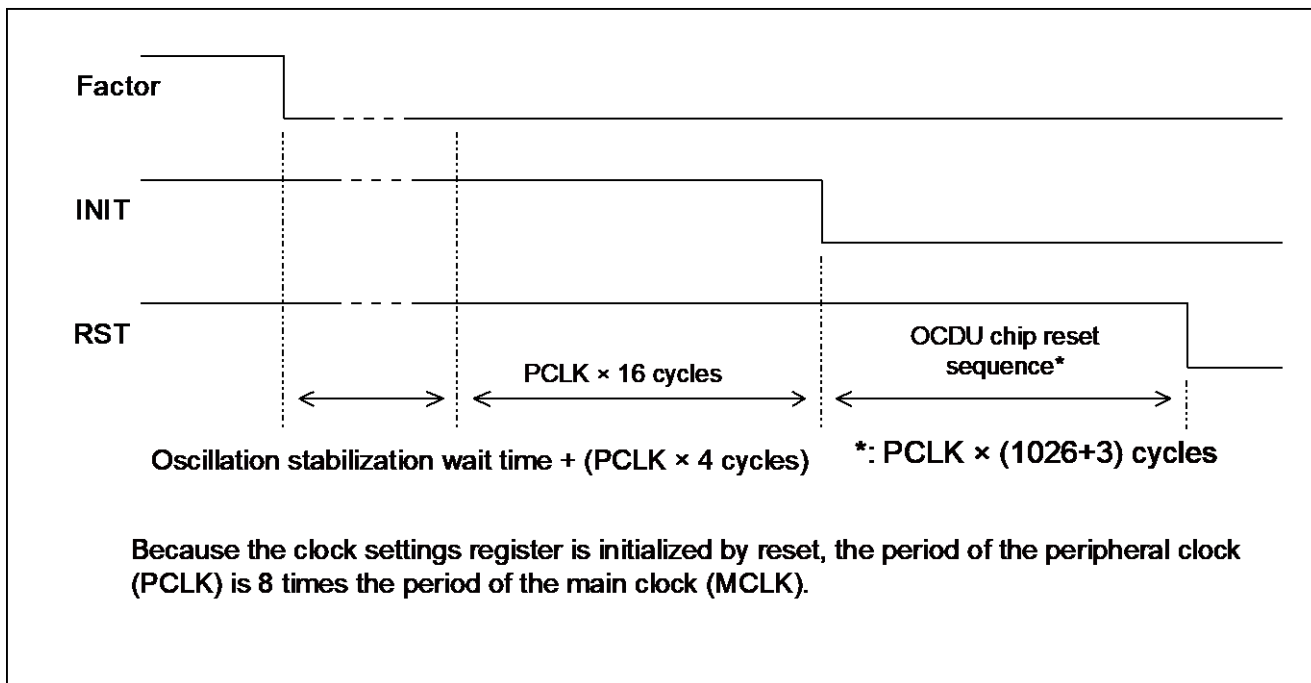 Factor
INIT
RST
OCDU chip reset
sequence*
PCLK × 16 cycles
Oscillation stabilization wait time + (PCLK × 4 cycles)
*: PCLK × (1026+3) cycles
Because the clock settings register is initialized by reset, the period of the peripheral clock
(PCLK) is 8 times the period of the main clock (MCLK).